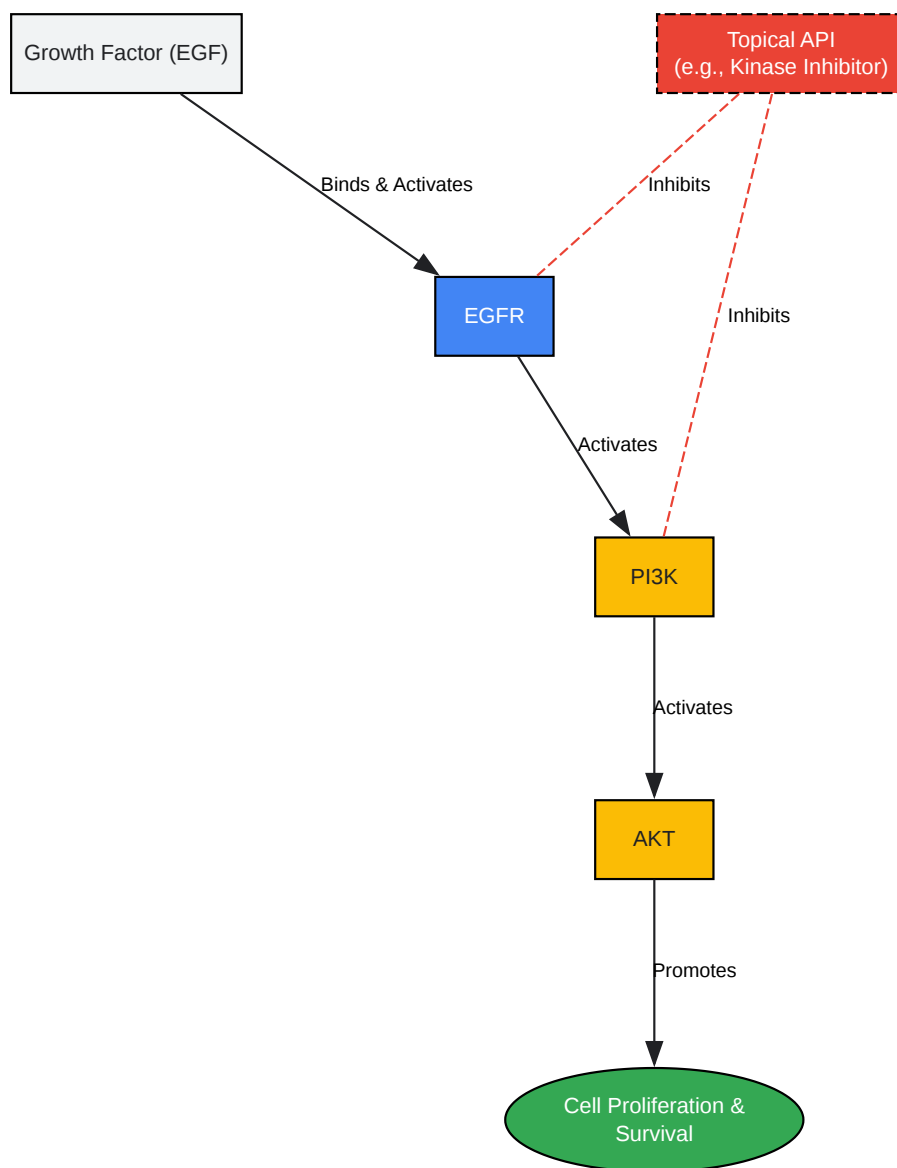 Growth Factor (EGF)
Topical API
(e.g., Kinase Inhibitor)
Binds & Activates
Inhibits
EGFR
Inhibits
Activates
PI3K
Activates
AKT
Promotes
Cell Proliferation &
Survival